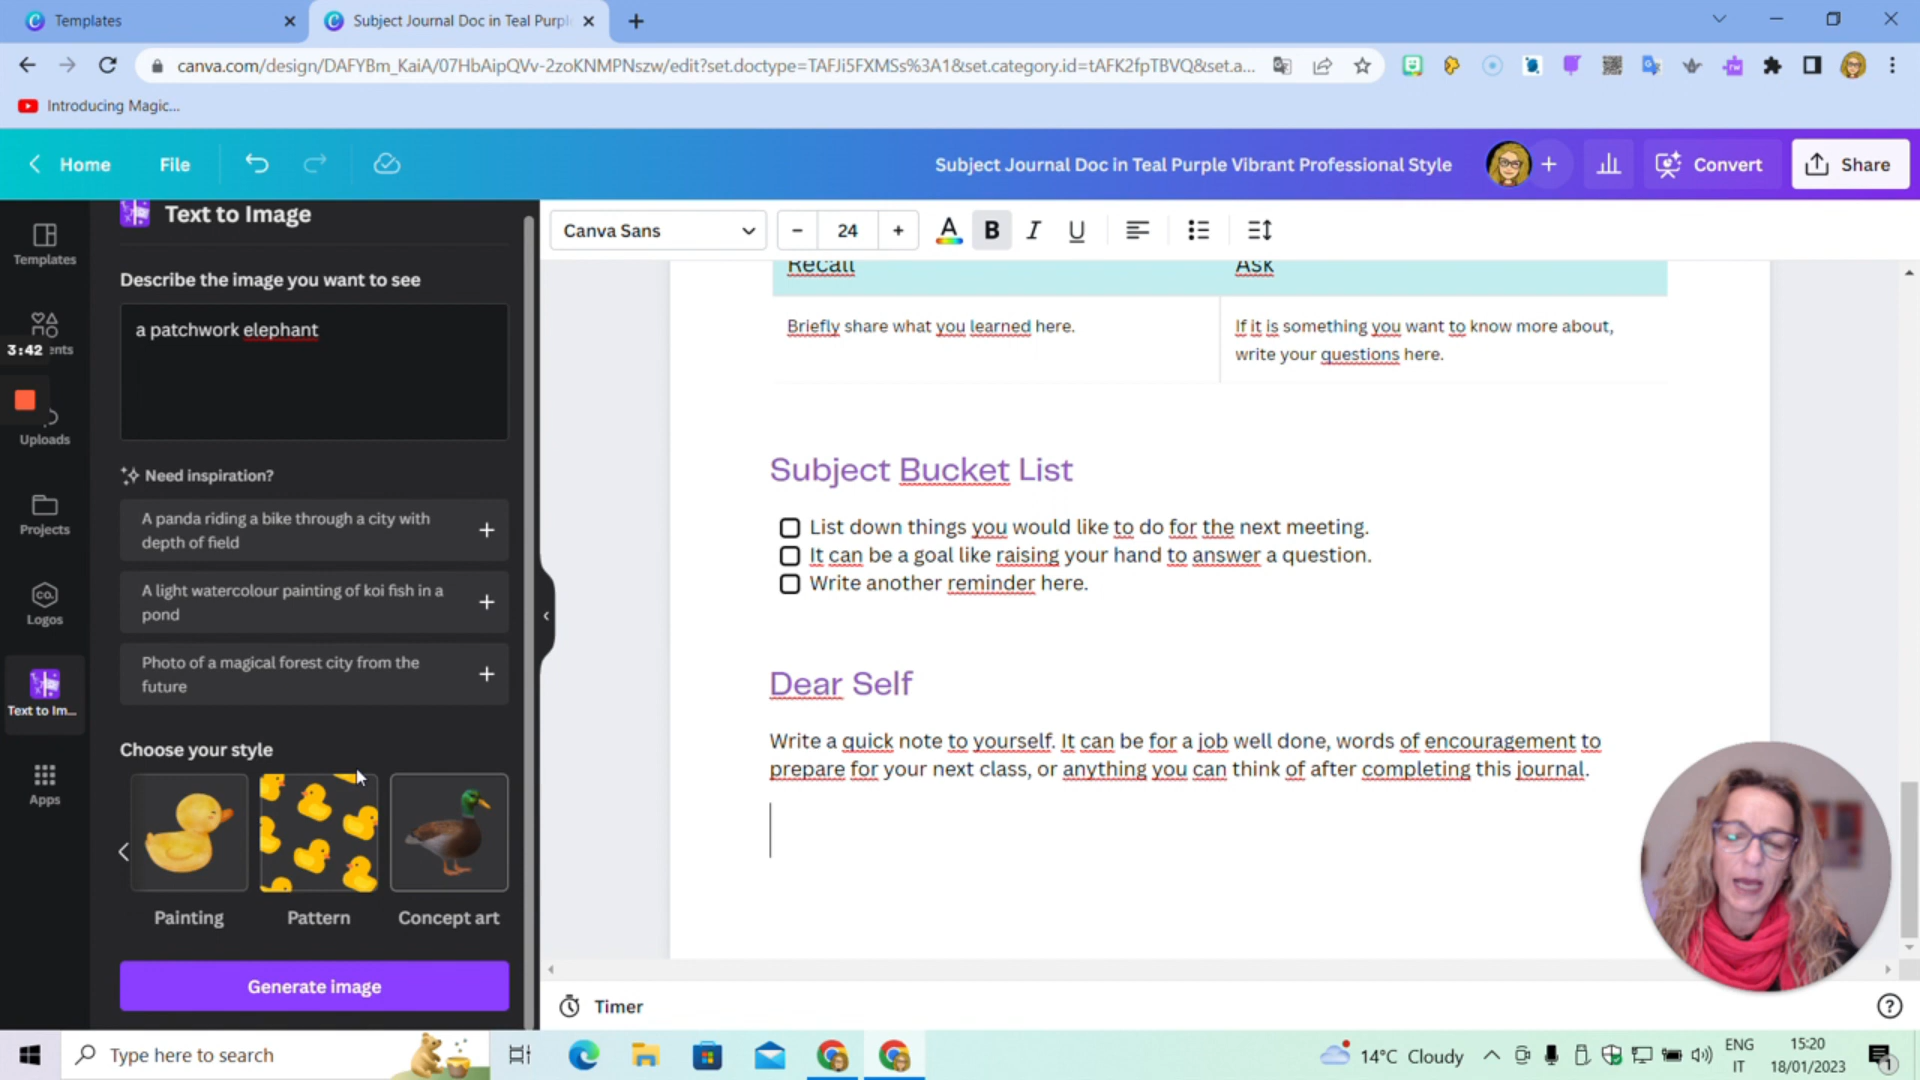 Templates
Subject Journal Doc in Teal Purpl
canva.com/design/DAFYBm_KaiA/07HbAipQVv-2zoKNMPNszw/edit?set.doctype=TAFJi5FXMSs%3A1&set.category.id=tAFK2fpTBVQ&set.a...
Introducing Magic...
Home
File
Subject Journal Doc in Teal Purple Vibrant Professional Style
Convert
Share
Text to Image
Canva Sans
24
Templates
Describe the image you want to see
Recall
Ask
a patchwork elephant
3:42
ents
Briefly share what you learned here.
If it is something you want to know more about,
write your questions here.
Uploads
Need inspiration?
Subject Bucket List
A panda riding a bike through a city with
depth of field
Projects
List down things you would like to do for the next meeting.
It can be a goal like raising your hand to answer a question.
Write another reminder here.
A light watercolour painting of koi fish in a
pond
CO.
Logos
Photo of a magical forest city from the
future
Text to Im...
Dear Self
Choose your style
Write a quick note to yourself. It can be for a job well done, words of encouragement to
prepare for your next class, or anything you can think of after completing this journal.
Apps
Painting
Pattern
Concept art
Generate image
Timer
Type here to search
14°C Cloudy
ENG
IT
15:20
18/01/2023
1